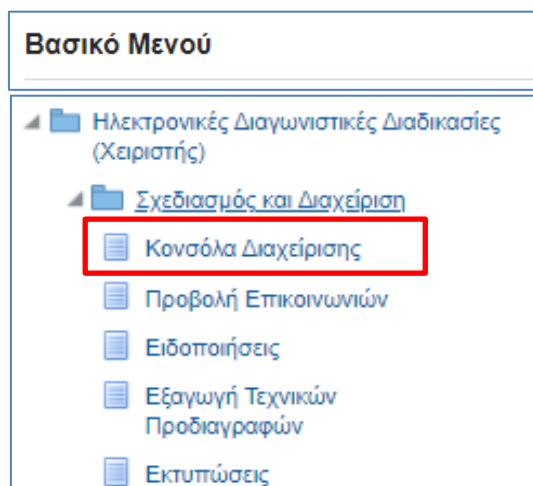 Βασικό Μενού
Ηλεκτρονικές Διαγωνιστικές Διαδικασίες
(Χειριστής)
Σχεδιασμός και Διαχείριση
Κονσόλα Διαχείρισης
Προβολή Επικοινωνιών
Ειδοποιήσεις
Εξαγωγή Τεχνικών
Προδιαγραφών
Εκτυπώσεις